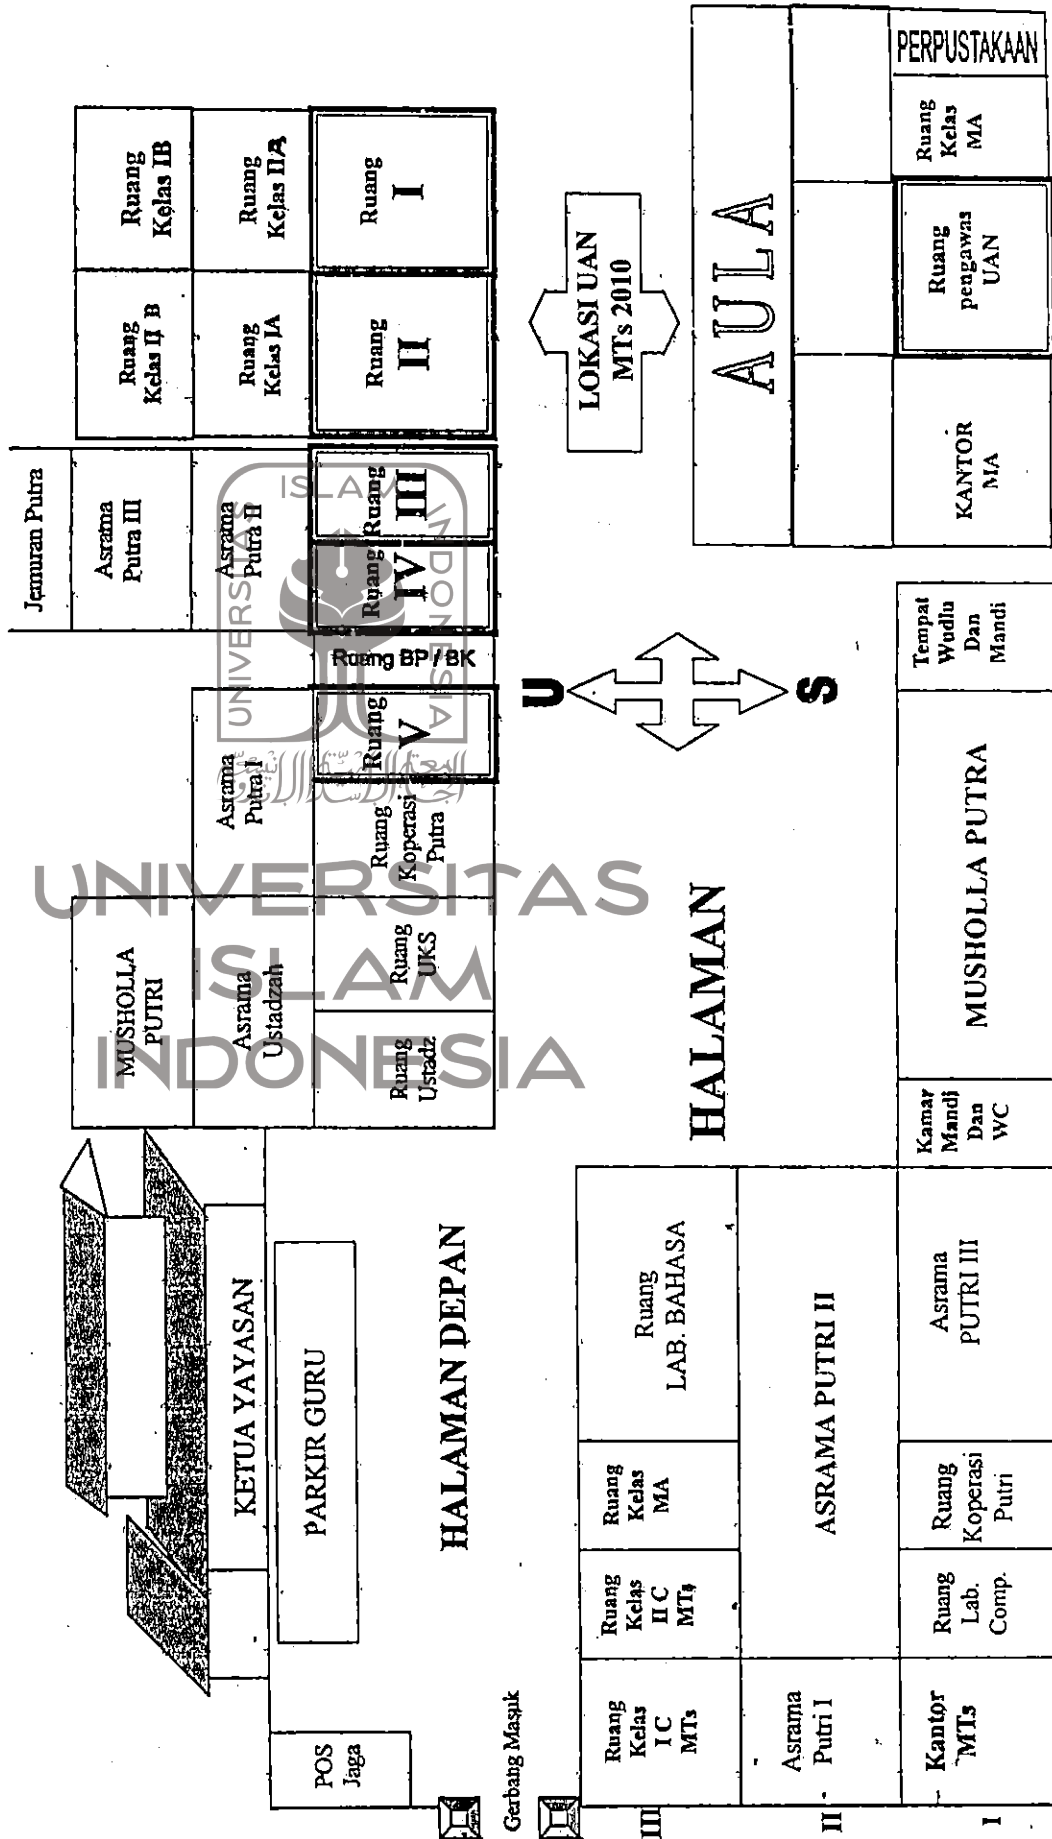 Jemuran Putra
Asrama
Putra III
Asrama
Putra II
Ruang
Kelas II B
Ruang
Kelas IB
Ruang
Kelas IA
Ruang
Kelas IIA
Ruang
I
Ruang
II
Ruang
III
Ruang
IV
Ruang BP / BK
Ruang
V
Asrama
Putra I
Ruang
Koperasi
Putra
MUSHOLLA
PUTRI
Asrama
Ustadzah
Ruang
UKS
Ruang
Ustadz.
KETUA YAYASAN
PARKIR GURU
POS
Jaga
HALAMAN DEPAN
Gerbang Masuk
HALAMAN
U
S
LOKASI UAN
MTs 2010
AULA
PERPUSTAKAAN
Ruang
Kelas
MA
Ruang
pengawas
UAN
KANTOR
MA
Tempat
Wudlu
Dan
Mandi
MUSHOLLA PUTRA
Kamar
Mandi
Dan
WC
III
Ruang
Kelas
I C
MTs
Ruang
Kelas
II C
MTs
Ruang
Kelas
MA
Ruang
LAB. BAHASA
II
Asrama
Putri I
ASRAMA PUTRI II
I
Kantor
MTs
Ruang
Lab.
Comp.
Ruang
Koperasi
Putri
Asrama
PUTRI III
UNIVERSITAS
ISLAM
INDONESIA
UNIVERSITAS
ISLAM
INDONESIA